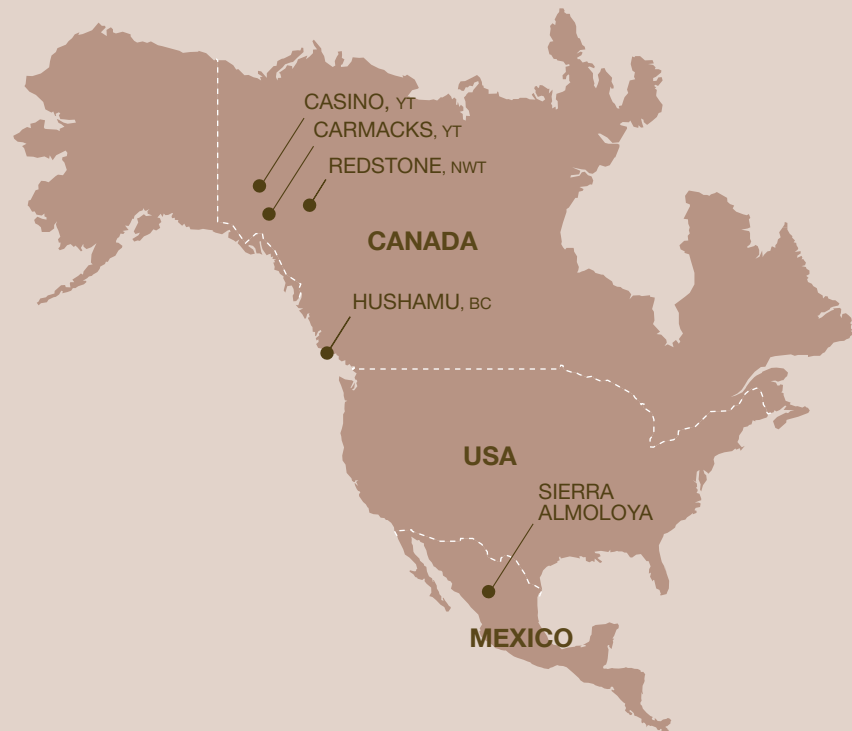 CASINO, YT
CARMACKS, YT
REDSTONE, NWT
CANADA
HUSHAMU, BC
USA
SIERRA
ALMOLOYA
MEXICO